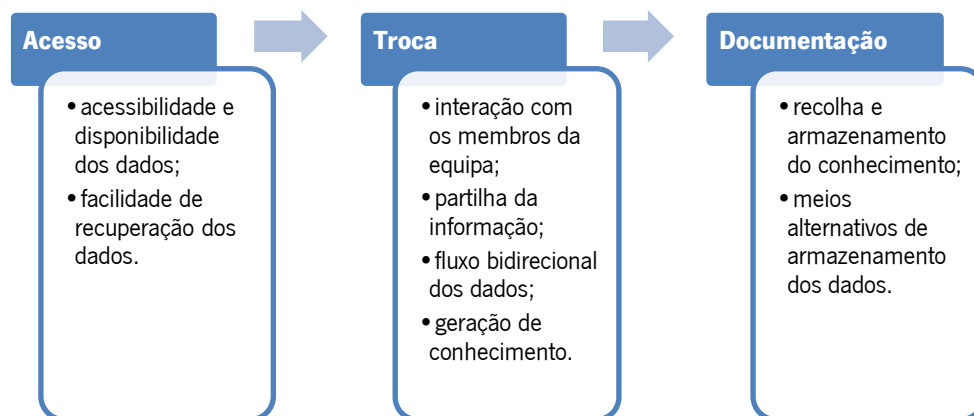 Acesso
• acessibilidade e
disponibilidade
dos dados;
• facilidade de
recuperação dos
dados.
Troca
• interação com
os membros da
equipa;
• partilha da
informação;
• fluxo bidirecional
dos dados;
• geração de
conhecimento.
Documentação
• recolha e
armazenamento
do conhecimento;
• meios
alternativos de
armazenamento
dos dados.